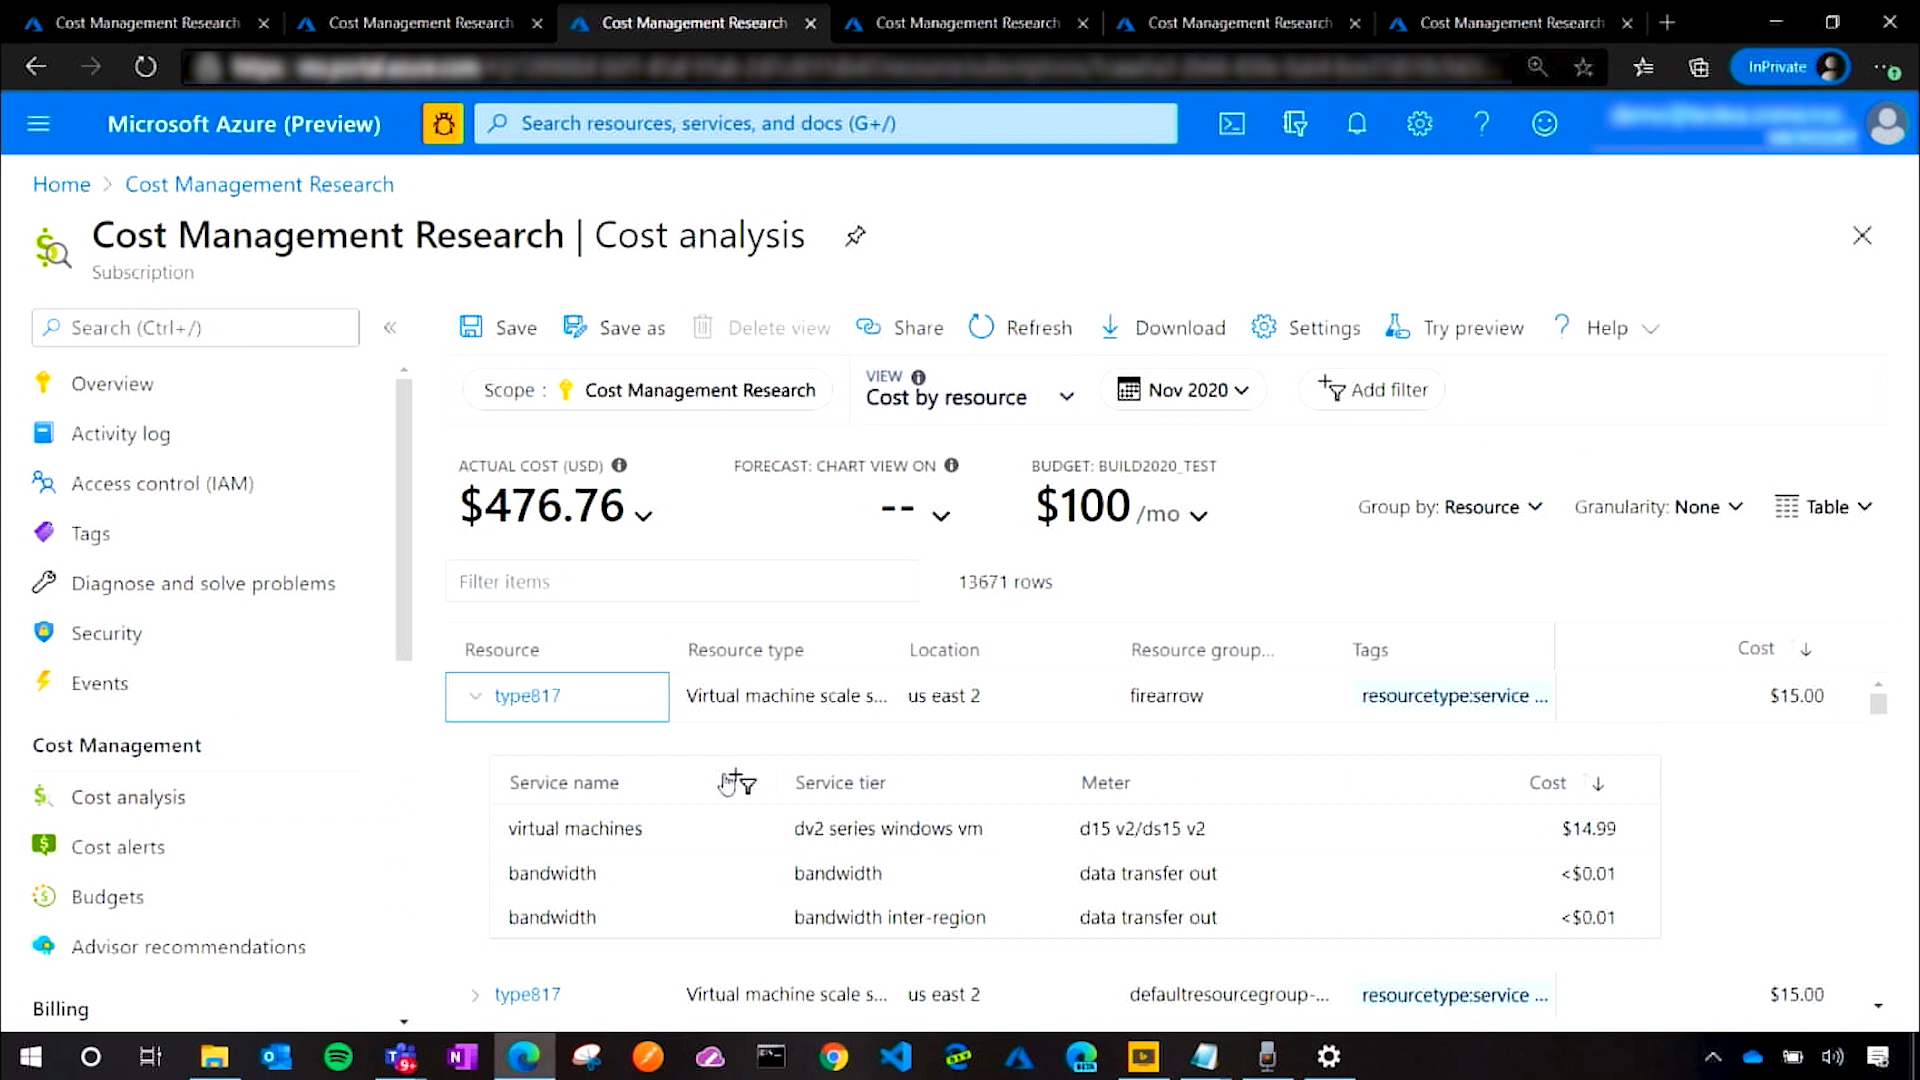 Cost Management Research
Cost Management Research
Cost Management Research
Cost Management Research
Cost Management Research
Cost Management Research
InPrivate
Microsoft Azure (Preview)
Search resources, services, and docs (G+/)
Home > Cost Management Research
Cost Management Research | Cost analysis
Subscription
Search (Ctrl+/)
«
Save
Save as
Delete view
Share
Refresh
Download
Settings
Try preview
Help
Overview
Activity log
Access control (IAM)
Tags
Diagnose and solve problems
Security
Events
Cost Management
Cost analysis
Cost alerts
Budgets
Advisor recommendations
Billing
Scope : Cost Management Research
VIEW
Cost by resource
Nov 2020
Add filter
ACTUAL COST (USD)
$476.76
FORECAST: CHART VIEW ON
--
BUDGET: BUILD2020_TEST
$100 /mo
Group by: Resource
Granularity: None
Table
Filter items
13671 rows
Resource Resource type Location Resource group... Tags Cost
type817 Virtual machine scale s... us east 2 firearrow resourcetype:service ... $15.00
Service name Service tier Meter Cost
virtual machines dv2 series windows vm d15 v2/ds15 v2 $14.99
bandwidth bandwidth data transfer out <$0.01
bandwidth bandwidth inter-region data transfer out <$0.01
type817 Virtual machine scale s... us east 2 defaultresourcegroup-... resourcetype:service ... $15.00
9+
BETA